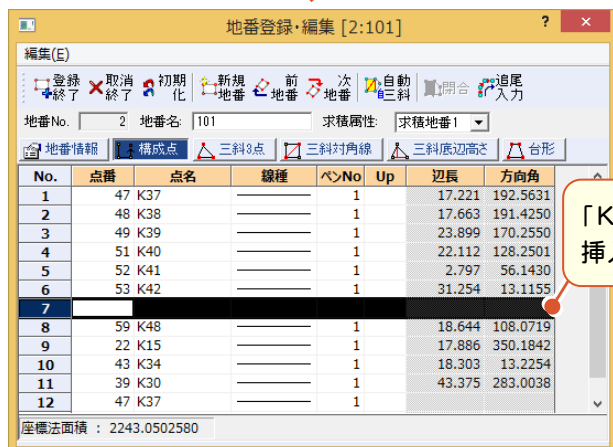 地番登録・編集 [2:101]
編集(E)
登録終了 取消終了 初期化 新規地番 前地番 次地番 自動三斜 閉合 追尾入力
地番No. 2 地番名: 101 求積属性: 求積地番1
地番情報 構成点 三斜3点 三斜対角線 三斜底辺高さ 台形
No. 点番 点名 線種 ペンNo Up 辺長 方向角
1 47 K37 1 17.221 192.5631
2 48 K38 1 17.663 191.4250
3 49 K39 1 23.899 170.2550
4 51 K40 1 22.112 128.2501
5 52 K41 1 2.797 56.1430
6 53 K42 1 31.254 13.1155
7
8 59 K48 1 18.644 108.0719
9 22 K15 1 17.886 350.1842
10 43 K34 1 18.303 13.2254
11 39 K30 1 43.375 283.0038
12 47 K37 1
「K
挿
座標法面積 : 2243.0502580